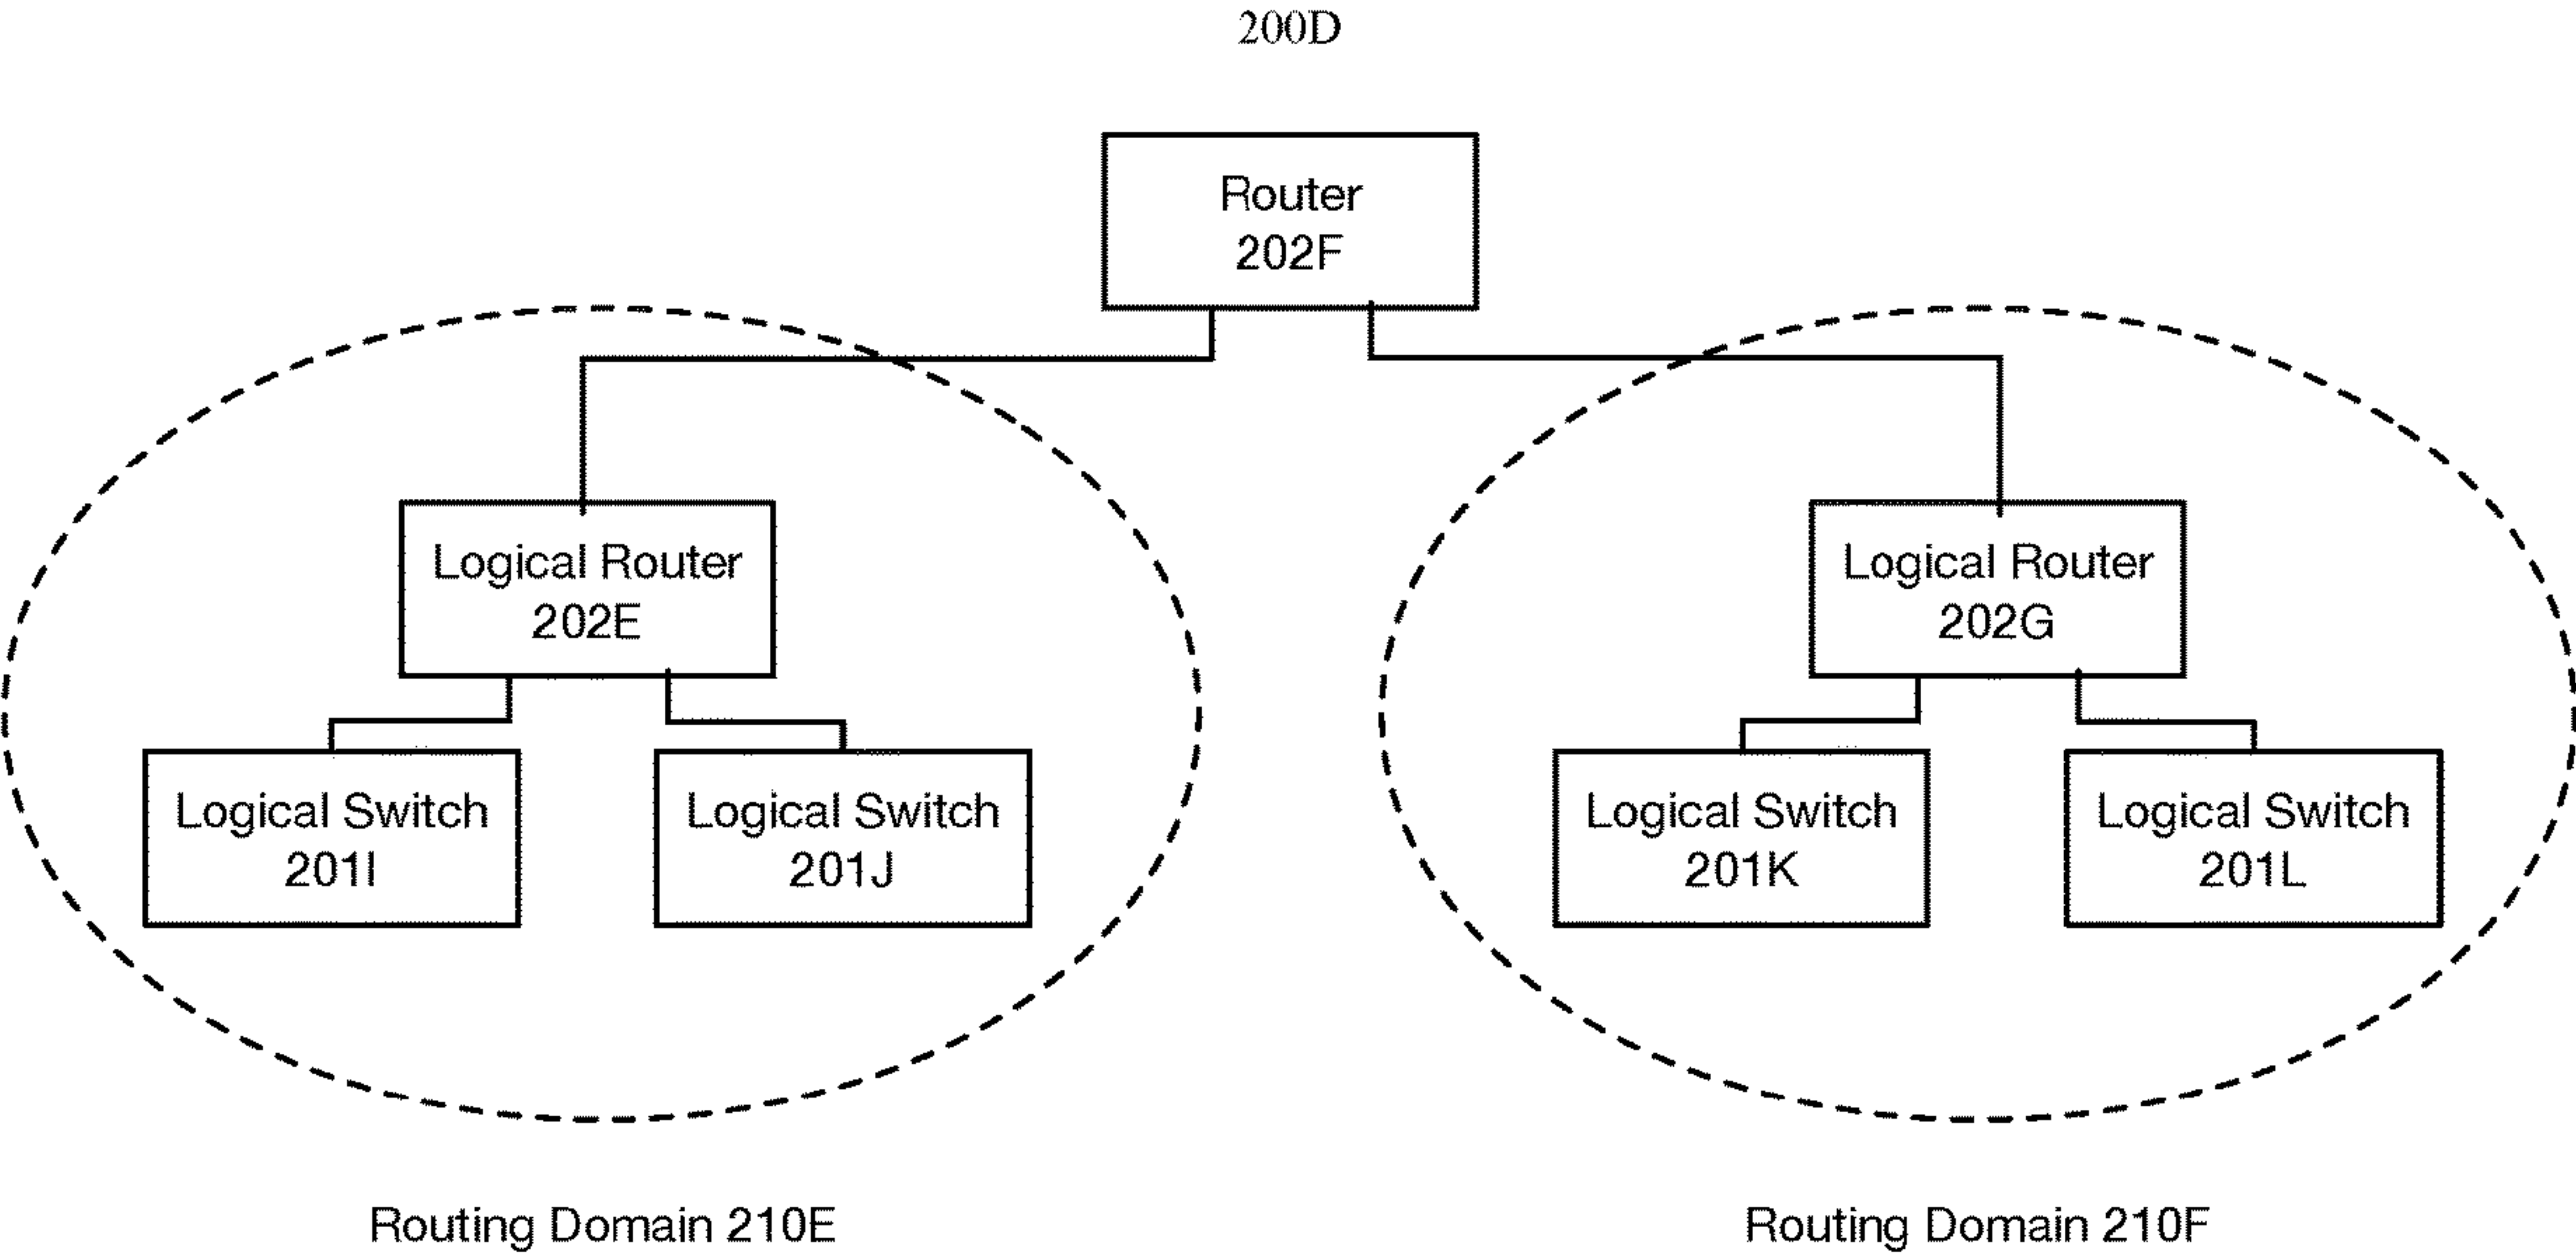 200D
Router
202F
Logical Router
202E
Logical Router
202G
Logical Switch
201I
Logical Switch
201J
Logical Switch
201K
Logical Switch
201L
Routing Domain 210E
Routing Domain 210F